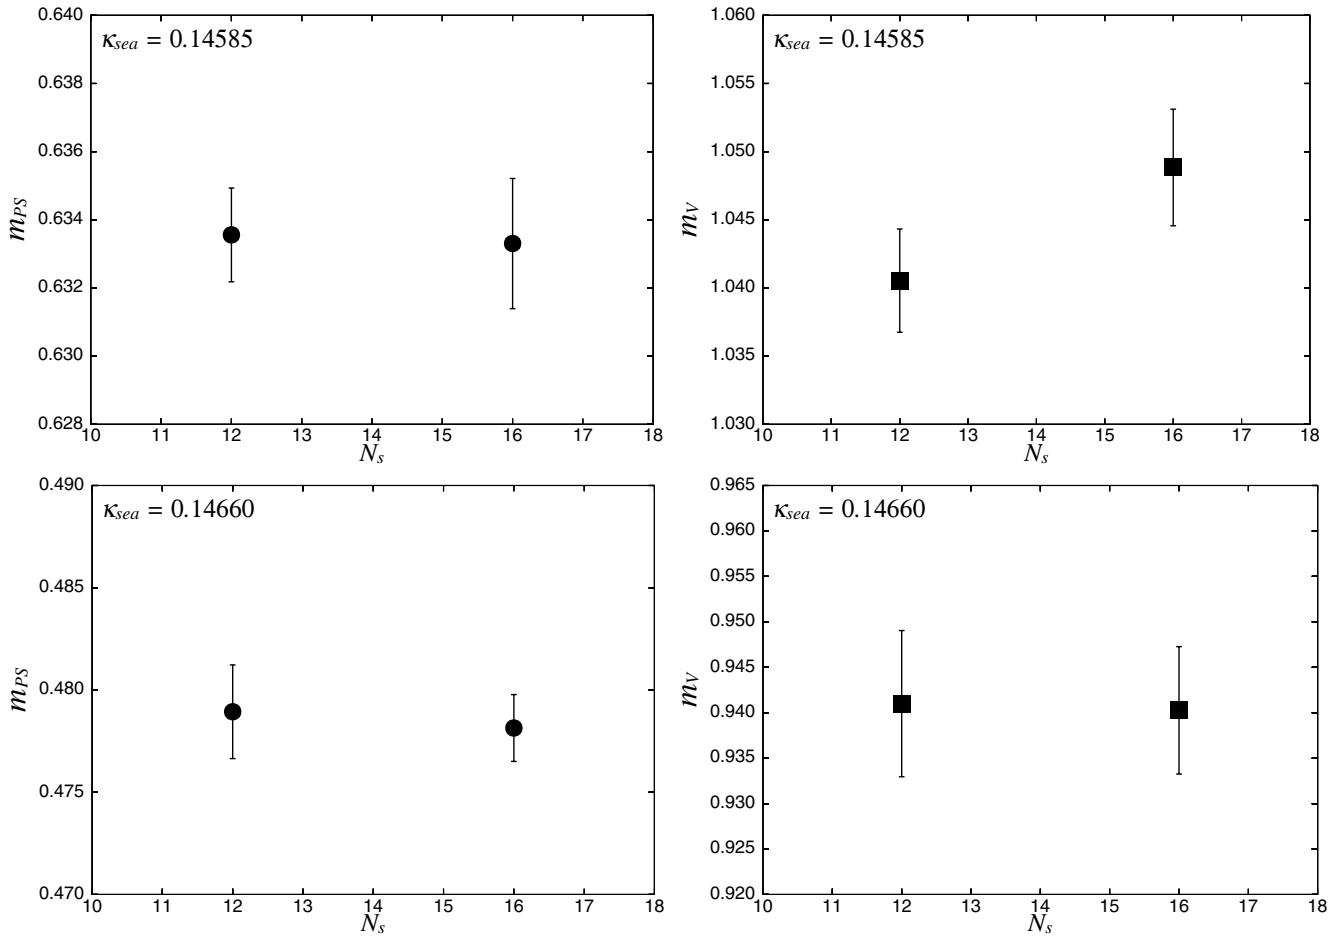 κsea = 0.14585
0.640
0.638
0.636
0.634
0.632
0.630
0.628
mPS
10 11 12 13 14 15 16 17 18
Ns
κsea = 0.14585
1.060
1.055
1.050
1.045
1.040
1.035
1.030
mV
10 11 12 13 14 15 16 17 18
Ns
κsea = 0.14660
0.490
0.485
0.480
0.475
0.470
mPS
10 11 12 13 14 15 16 17 18
Ns
κsea = 0.14660
0.965
0.960
0.955
0.950
0.945
0.940
0.935
0.930
0.925
0.920
mV
10 11 12 13 14 15 16 17 18
Ns